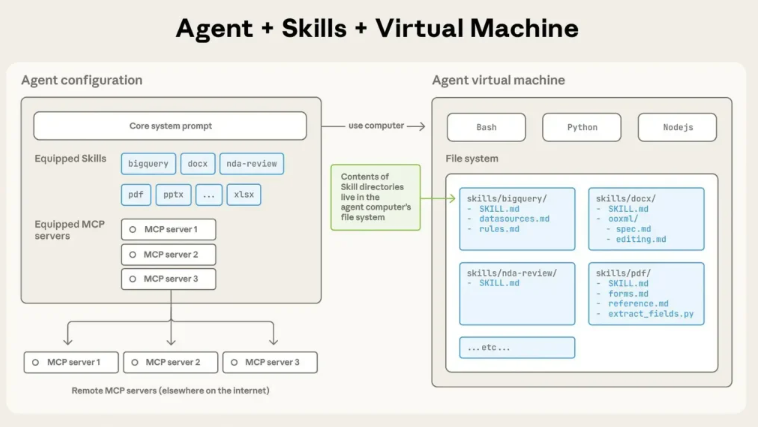 Agent + Skills + Virtual Machine
Agent configuration
Core system prompt
Equipped Skills
bigquery
docx
nda-review
pdf
pptx
...
xlsx
Equipped MCP
servers
MCP server 1
MCP server 2
MCP server 3
MCP server 1
MCP server 2
MCP server 3
Remote MCP servers (elsewhere on the internet)
use computer
Contents of
Skill directories
live in the
agent computer's
file system
Agent virtual machine
Bash
Python
Nodejs
File system
skills/bigquery/
- SKILL.md
- datasources.md
- rules.md
skills/docx/
- SKILL.md
- ooxml/
- spec.md
- editing.md
skills/nda-review/
- SKILL.md
skills/pdf/
- SKILL.md
- forms.md
- reference.md
- extract_fields.py
...etc...